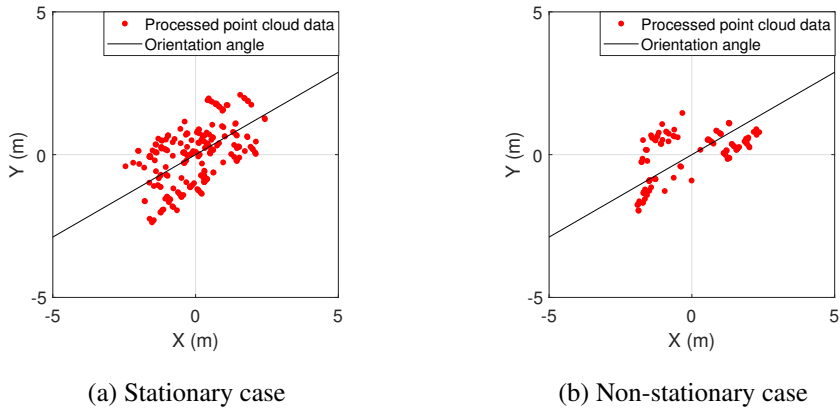 5
Processed point cloud data
Orientation angle
Y (m)
0
-5
-5
0
5
X (m)
(a) Stationary case
5
Processed point cloud data
Orientation angle
Y (m)
0
-5
-5
0
5
X (m)
(b) Non-stationary case